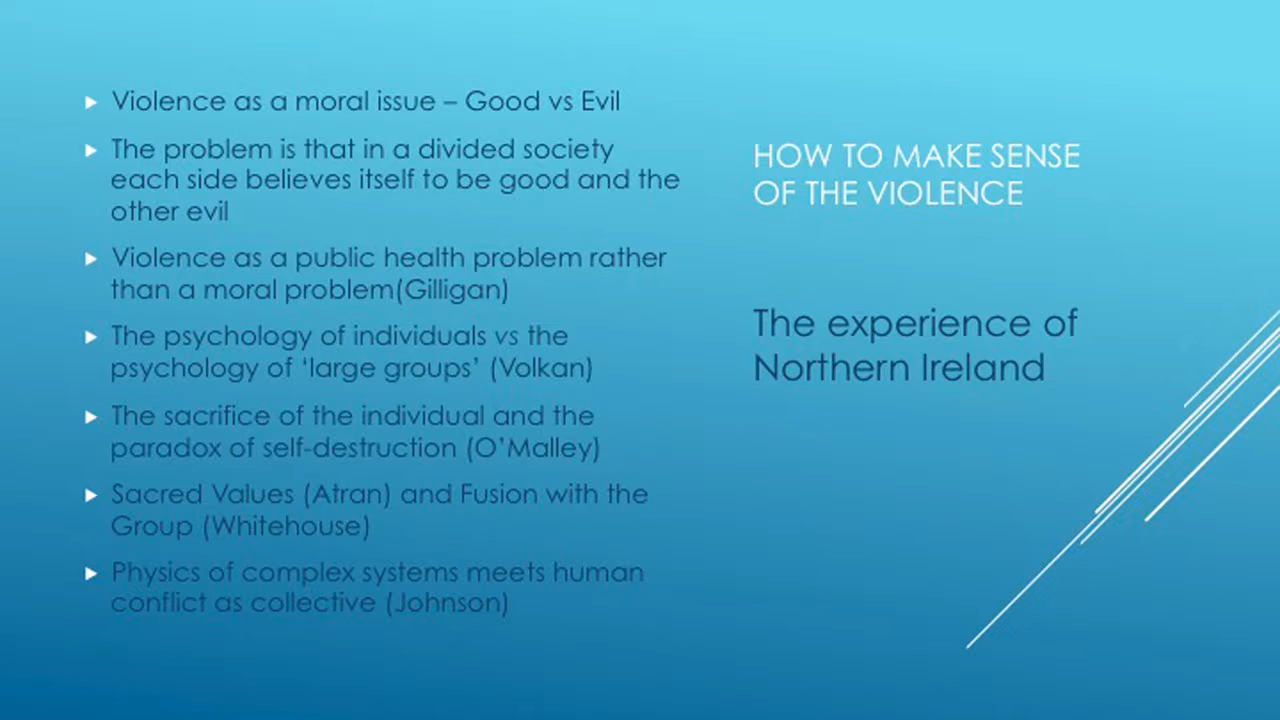 Violence as a moral issue – Good vs Evil
The problem is that in a divided society
each side believes itself to be good and the
other evil
Violence as a public health problem rather
than a moral problem(Gilligan)
The psychology of individuals vs the
psychology of ‘large groups’ (Volkan)
The sacrifice of the individual and the
paradox of self-destruction (O’Malley)
Sacred Values (Atran) and Fusion with the
Group (Whitehouse)
Physics of complex systems meets human
conflict as collective (Johnson)
HOW TO MAKE SENSE
OF THE VIOLENCE
The experience of
Northern Ireland